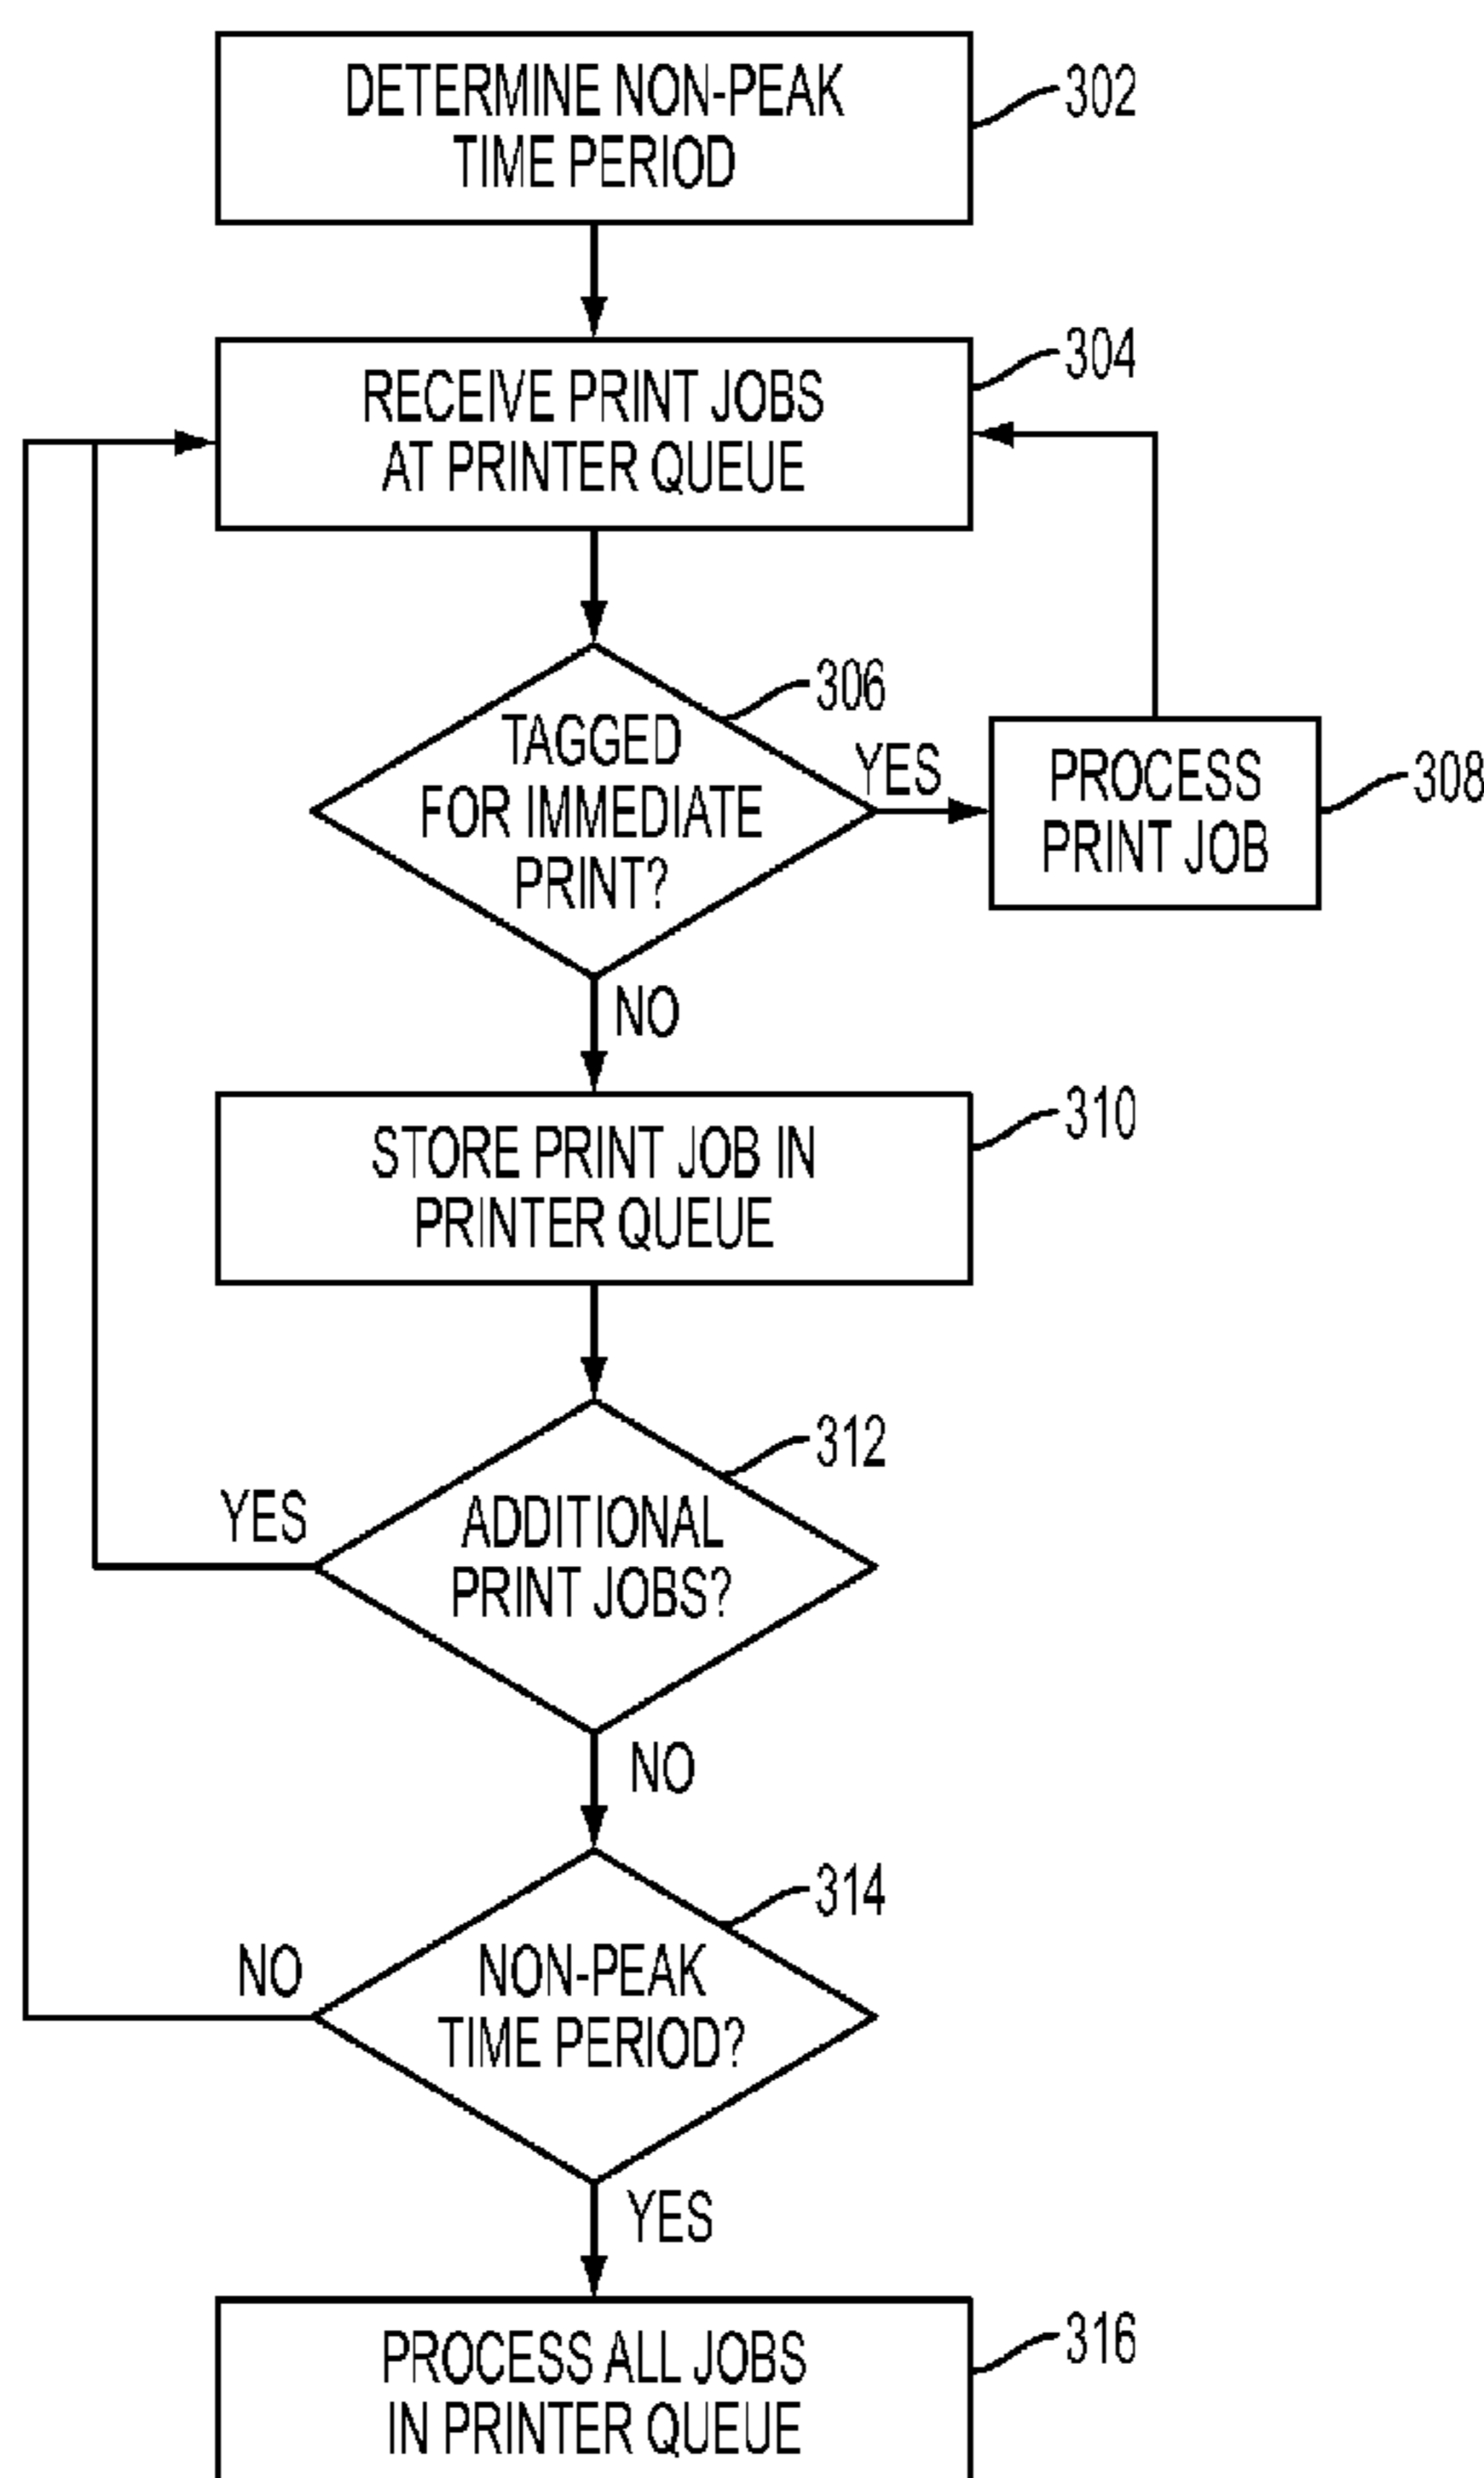 DETERMINE NON-PEAK
TIME PERIOD
302
RECEIVE PRINT JOBS
AT PRINTER QUEUE
304
TAGGED
FOR IMMEDIATE
PRINT?
306
YES
PROCESS
PRINT JOB
308
NO
STORE PRINT JOB IN
PRINTER QUEUE
310
ADDITIONAL
PRINT JOBS?
312
YES
NO
NON-PEAK
TIME PERIOD?
314
NO
YES
PROCESS ALL JOBS
IN PRINTER QUEUE
316